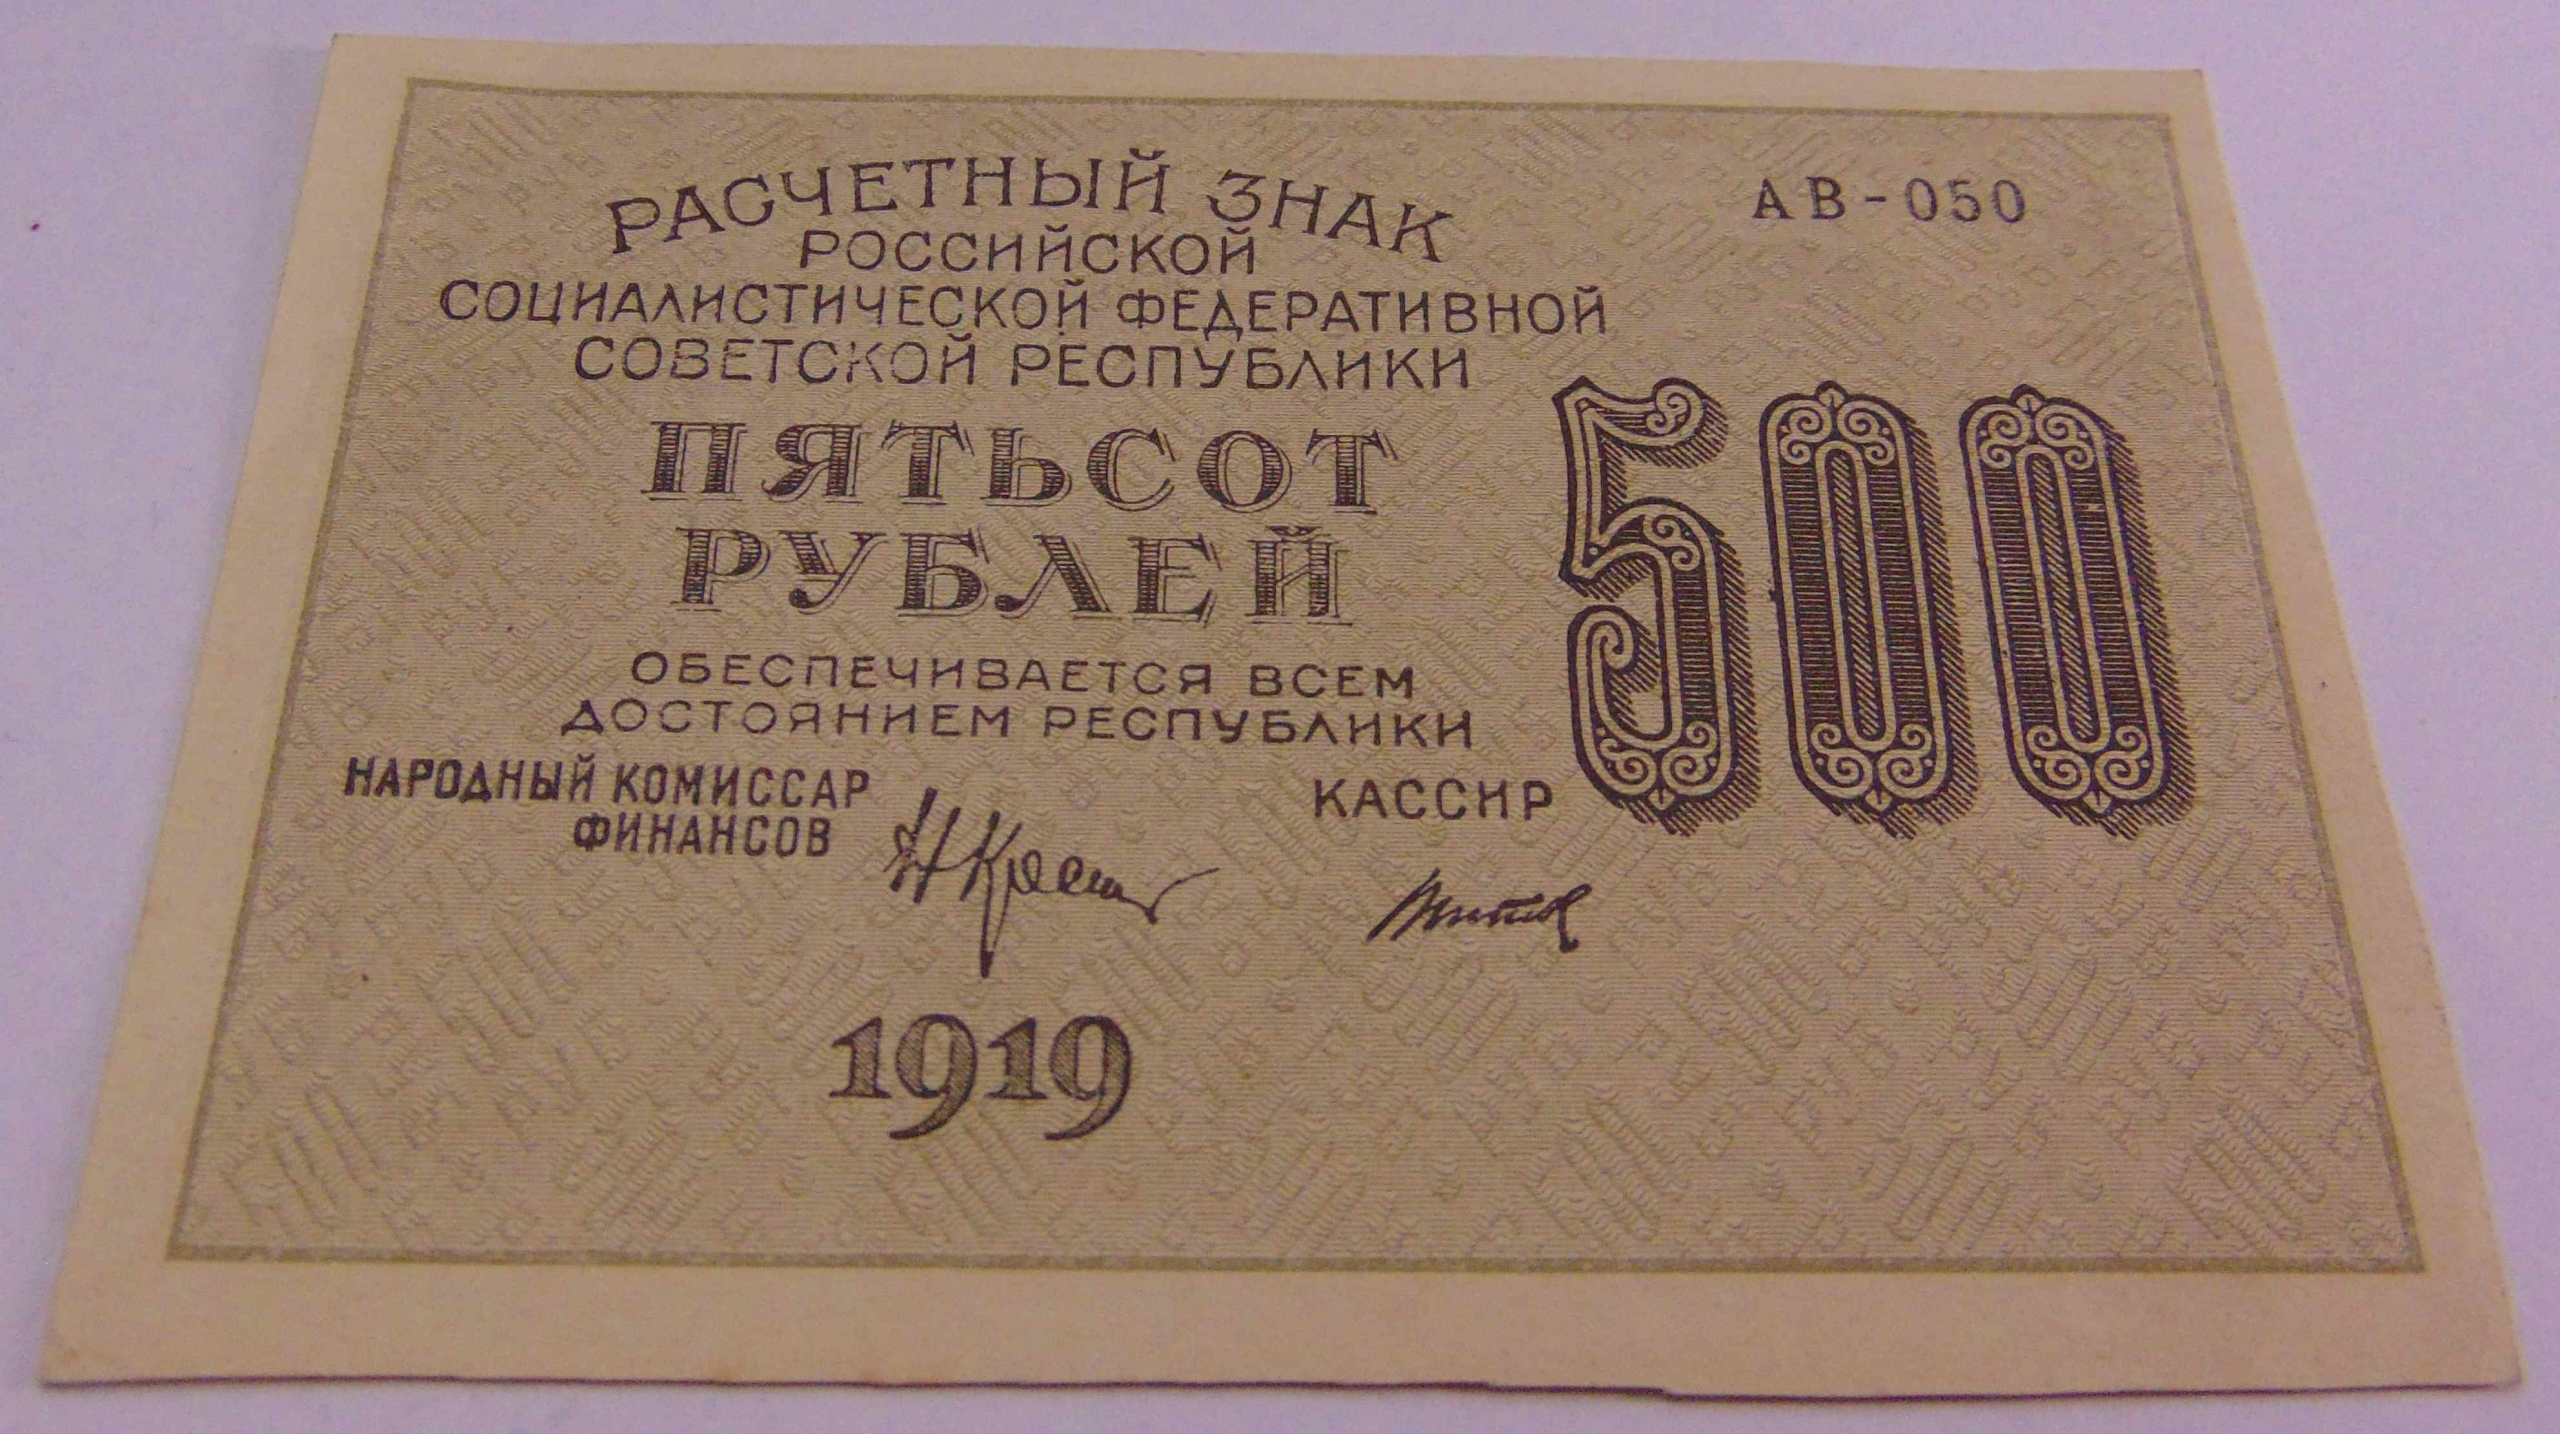 РАСЧЕТНЫЙ ЗНАК
АВ-050
РОССИЙСКОЙ
СОЦИАЛИСТИЧЕСКОЙ ФЕДЕРАТИВНОЙ
СОВЕТСКОЙ РЕСПУБЛИКИ
ПЯТЬСОТ
РУБЛЕЙ
500
ОБЕСПЕЧИВАЕТСЯ ВСЕМ
ДОСТОЯНИЕМ РЕСПУБЛИКИ
НАРОДНЫЙ КОМИССАР
ФИНАНСОВ
КАССИР
1919